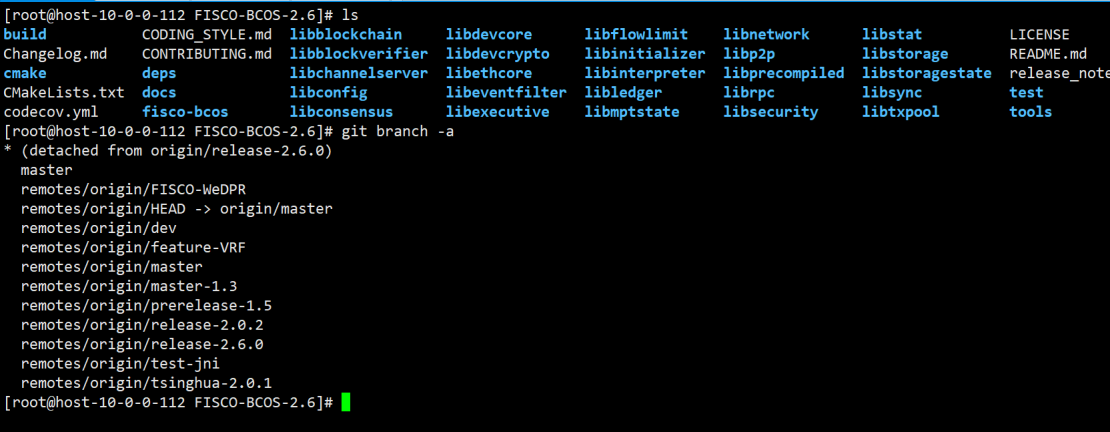 [root@host-10-0-0-112 FISCO-BCOS-2.6]# ls
build CODING_STYLE.md libblockchain libdevcore libflowlimit libnetwork libstat LICENSE
Changelog.md CONTRIBUTING.md libblockverifier libdevcrypto libinitializer libp2p libstorage README.md
cmake deps libchannelserver libethcore libinterpreter libprecompiled libstoragestate release_note
CMakeLists.txt docs libconfig libeventfilter libledger librpc libsync test
codecov.yml fisco-bcos libconsensus libexecutive libmptstate libsecurity libtxpool tools
[root@host-10-0-0-112 FISCO-BCOS-2.6]# git branch -a
* (detached from origin/release-2.6.0)
master
remotes/origin/FISCO-WeDPR
remotes/origin/HEAD -> origin/master
remotes/origin/dev
remotes/origin/feature-VRF
remotes/origin/master
remotes/origin/master-1.3
remotes/origin/prerelease-1.5
remotes/origin/release-2.0.2
remotes/origin/release-2.6.0
remotes/origin/test-jni
remotes/origin/tsinghua-2.0.1
[root@host-10-0-0-112 FISCO-BCOS-2.6]#